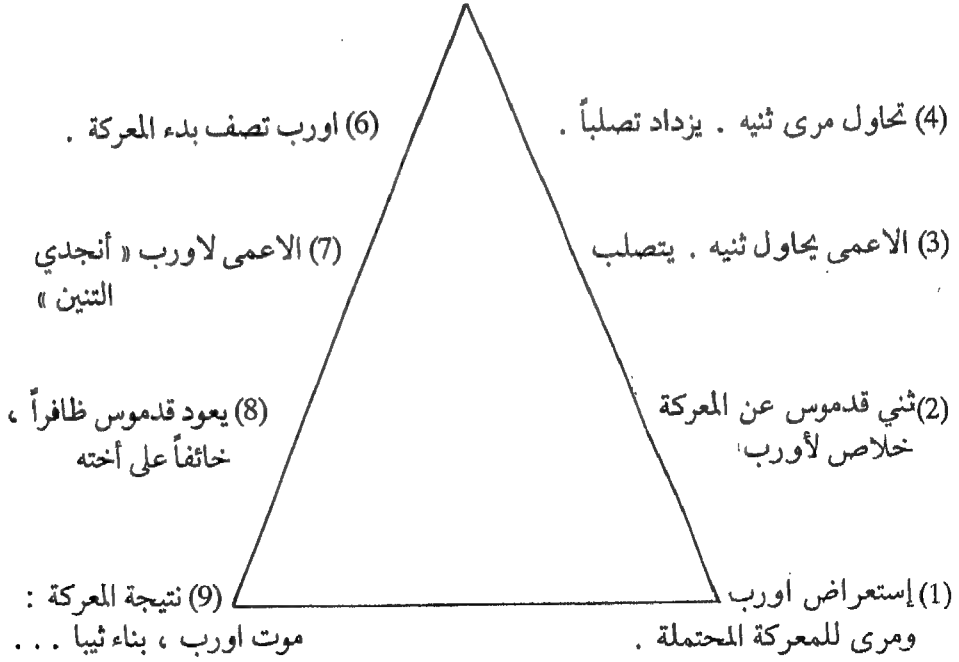 (4) تحاول مرى ثنيه . يزداد تصلباً .
(6) اورب تصف بدء المعركة .
(3) الاعمى يحاول ثنيه . يتصلب
(7) الاعمى لاورب « أنجدي
التنين »
(2) ثني قدموس عن المعركة
خلاص لأورب
(8) يعود قدموس ظافراً ،
خائفاً على أخته
(1) إستعراض اورب
ومرى للمعركة المحتملة .
(9) نتيجة المعركة :
موت اورب ، بناء ثيبا . . .